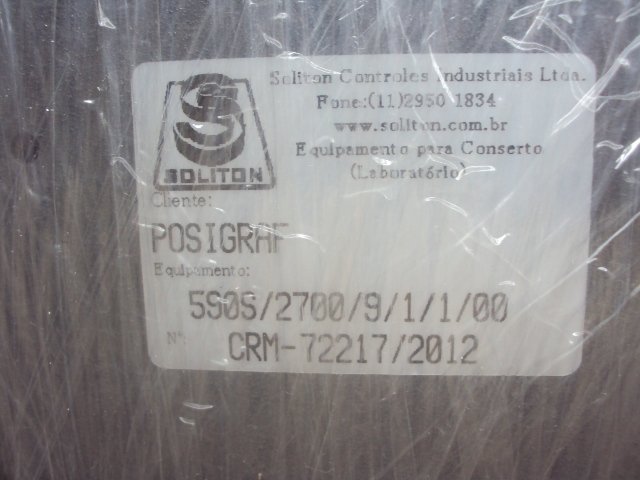 Soliton Controles Industriais Ltda.
Fone:(11)2950 1834
www.soliton.com.br
Equipamento para Conserto
(Laboratório)
SOLITON
Cliente:
POSIGRAF
Equipamento:
590S/2700/9/1/1/00
Nº:
CRM-72217/2012